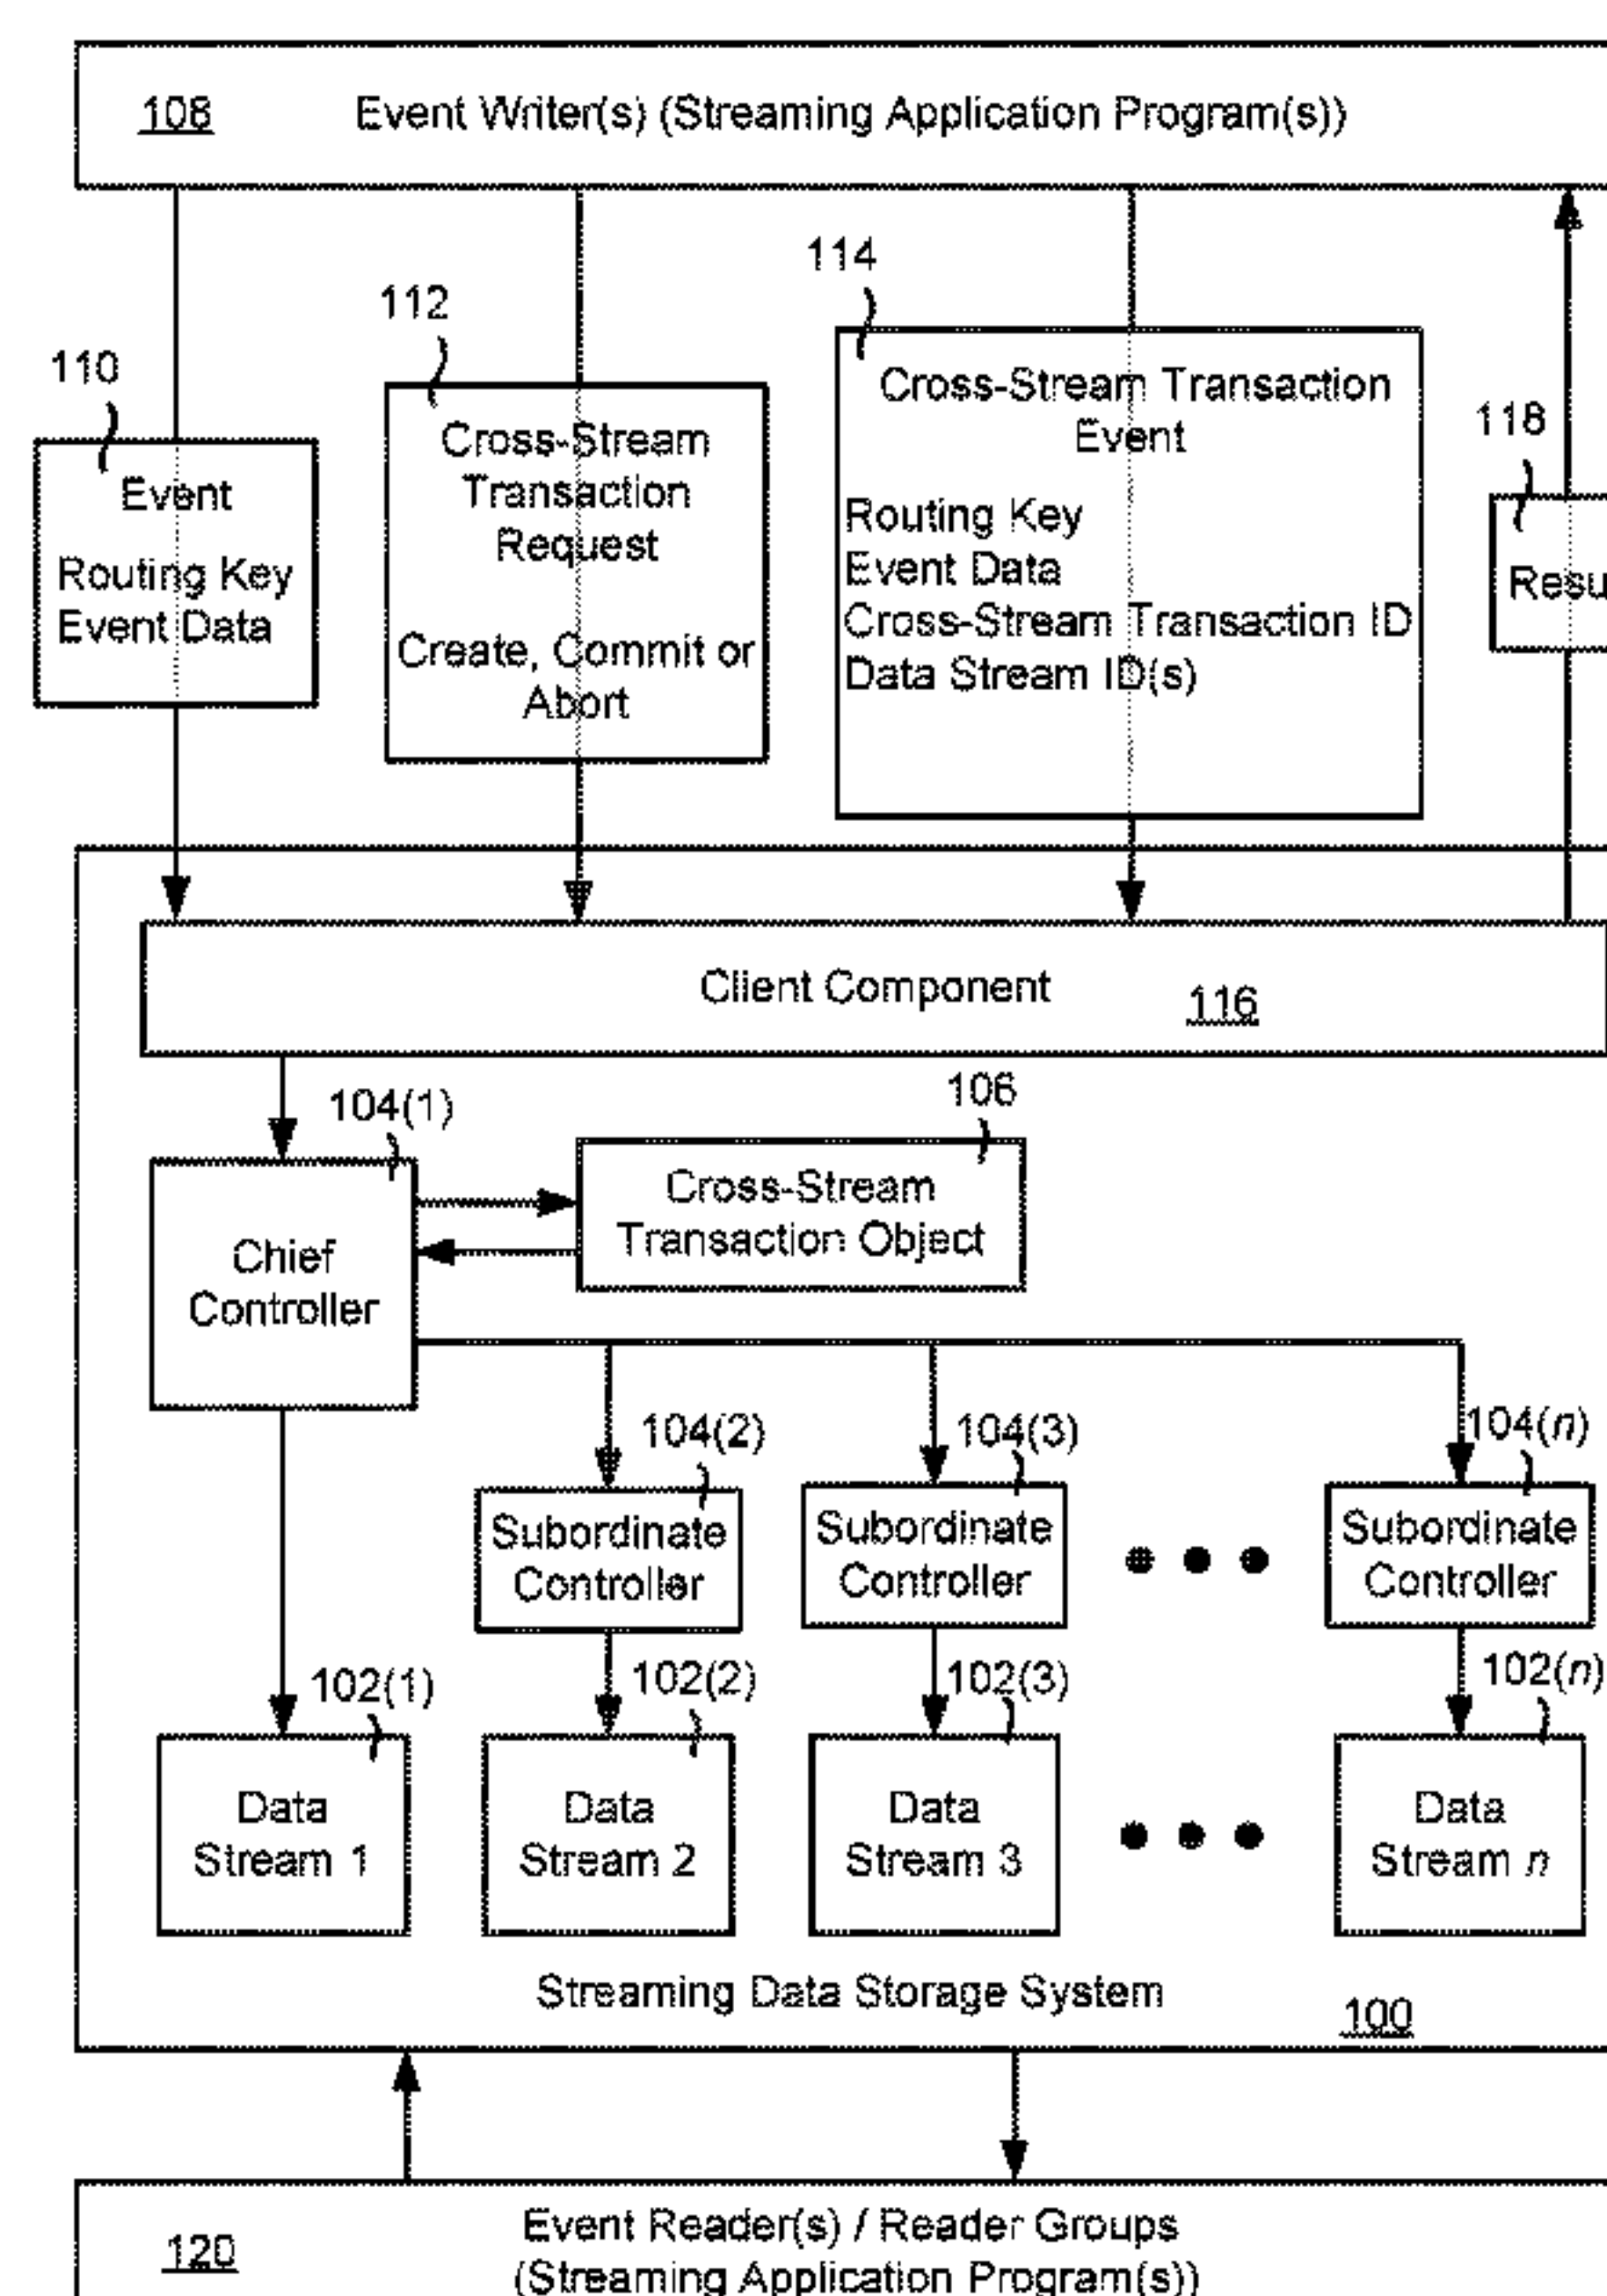 108 Event Writer(s) (Streaming Application Program(s))
114
112
110
118
Event
Routing Key
Event Data
Cross-Stream
Transaction
Request
Create, Commit or
Abort
Cross-Stream Transaction
Event
Routing Key
Event Data
Cross-Stream Transaction ID
Data Stream ID(s)
Resu
Client Component 116
104(1)
106
Chief
Controller
Cross-Stream
Transaction Object
104(2) 104(3) 104(n)
Subordinate
Controller
Subordinate
Controller
Subordinate
Controller
102(1) 102(2) 102(3) 102(n)
Data
Stream 1
Data
Stream 2
Data
Stream 3
Data
Stream n
Streaming Data Storage System
100
120
Event Reader(s) / Reader Groups
(Streaming Application Program(s))